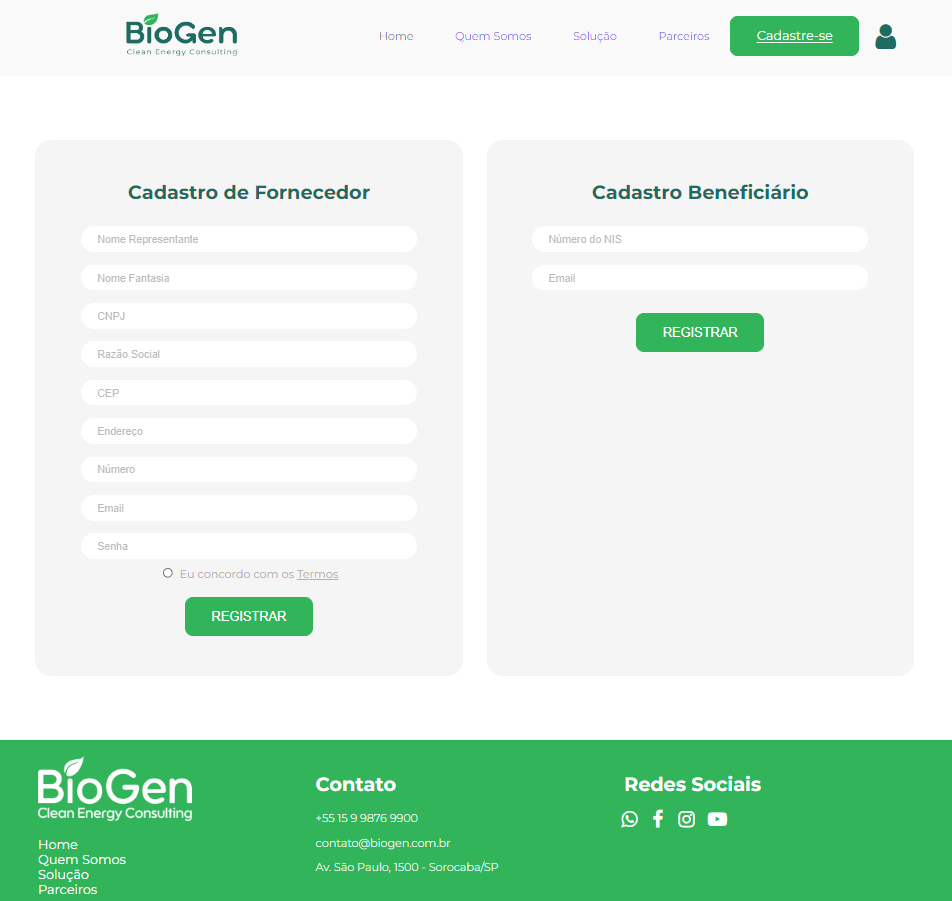 BioGen
Clean Energy Consulting
Home
Quem Somos
Solução
Parceiros
Cadastre-se
Cadastro de Fornecedor
Nome Representante
Nome Fantasia
CNPJ
Razão Social
CEP
Endereço
Número
Email
Senha
Eu concordo com os Termos
REGISTRAR
Cadastro Beneficiário
Número do NIS
Email
REGISTRAR
BioGen
Clean Energy Consulting
Home
Quem Somos
Solução
Parceiros
Contato
+55 15 9 9876 9900
contato@biogen.com.br
Av. São Paulo, 1500 - Sorocaba/SP
Redes Sociais